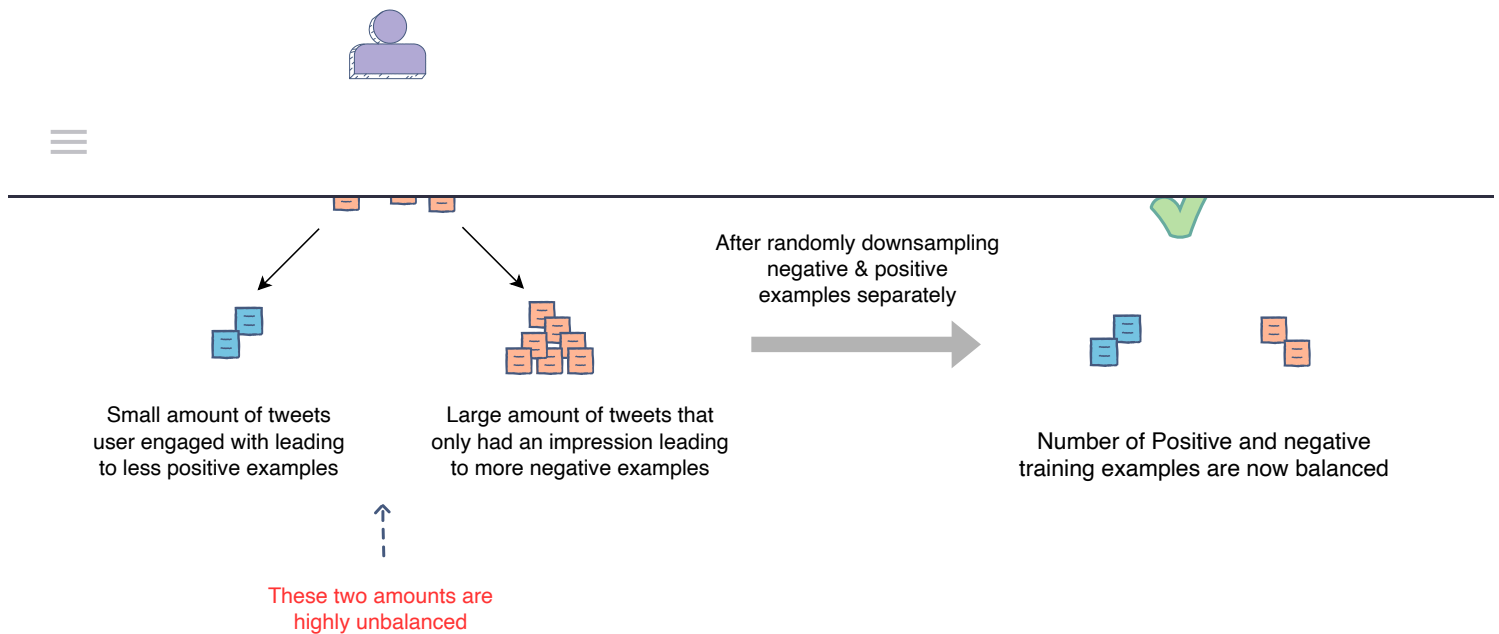 After randomly downsampling
negative & positive
examples separately
Small amount of tweets
user engaged with leading
to less positive examples
Large amount of tweets that
only had an impression leading
to more negative examples
Number of Positive and negative
training examples are now balanced
These two amounts are
highly unbalanced